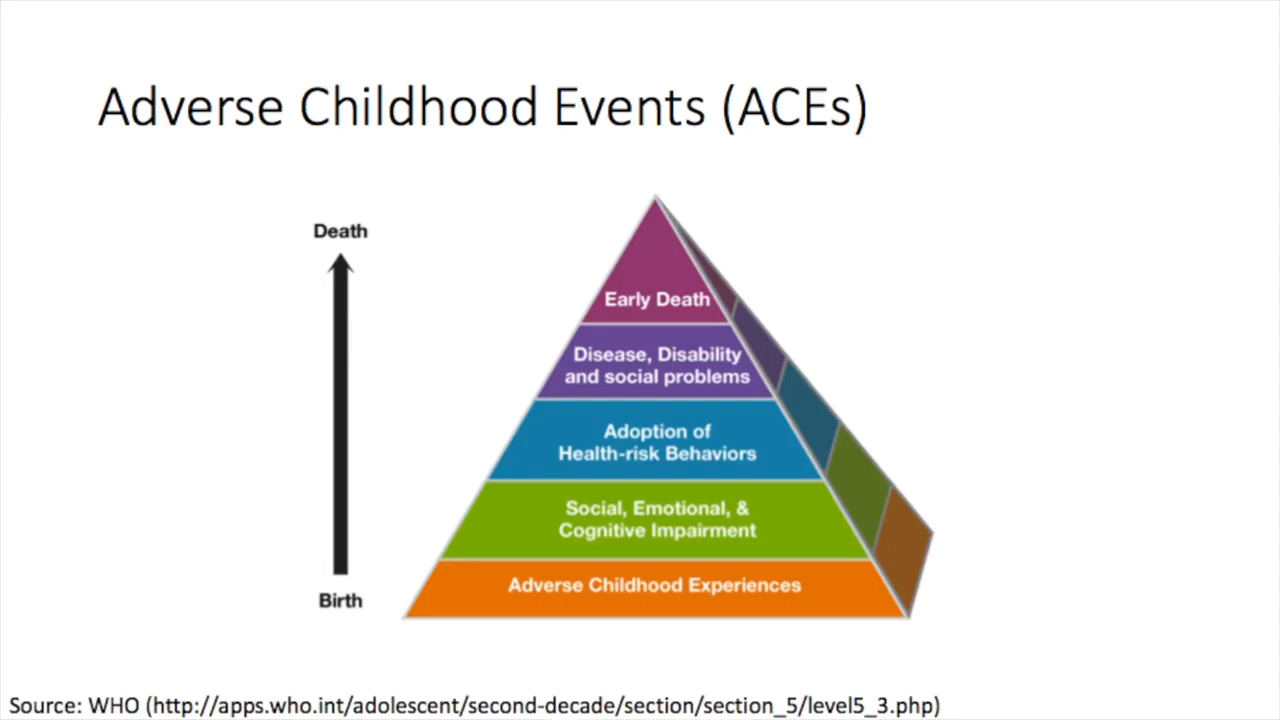 Adverse Childhood Events (ACEs)
Death
Early Death
Disease, Disability
and social problems
Adoption of
Health-risk Behaviors
Social, Emotional, &
Cognitive Impairment
Adverse Childhood Experiences
Birth
Source: WHO (http://apps.who.int/adolescent/second-decade/section/section_5/level5_3.php)